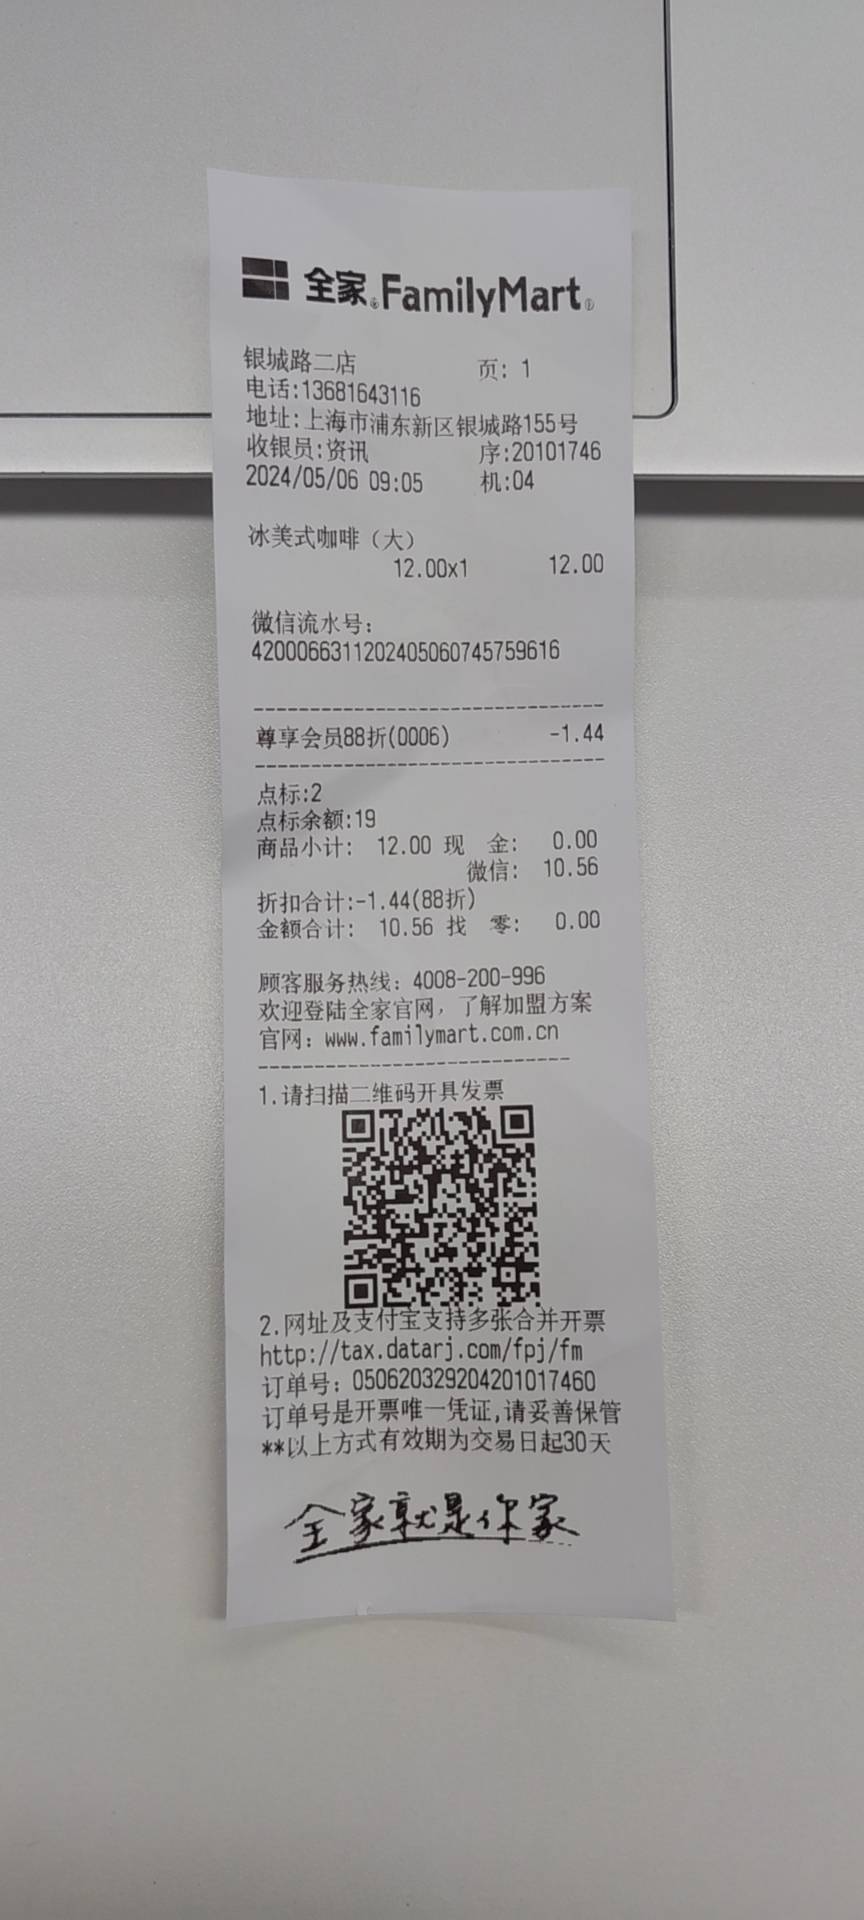 全家 FamilyMart
银城路二店 页: 1
电话:13681643116
地址:上海市浦东新区银城路155号
收银员:资讯 序:20101746
2024/05/06 09:05 机:04
冰美式咖啡（大）
12.00x1 12.00
微信流水号:
4200066311202405060745759616
尊享会员88折(0006) -1.44
点标:2
点标余额:19
商品小计: 12.00 现 金: 0.00
微信: 10.56
折扣合计:-1.44(88折)
金额合计: 10.56 找 零: 0.00
顾客服务热线: 4008-200-996
欢迎登陆全家官网，了解加盟方案
官网: www.familymart.com.cn
1.请扫描二维码开具发票
2.网址及支付宝支持多张合并开票
http://tax.datarj.com/fpj/fm
订单号: 050620329204201017460
订单号是开票唯一凭证,请妥善保管
**以上方式有效期为交易日起30天
全家就是你家